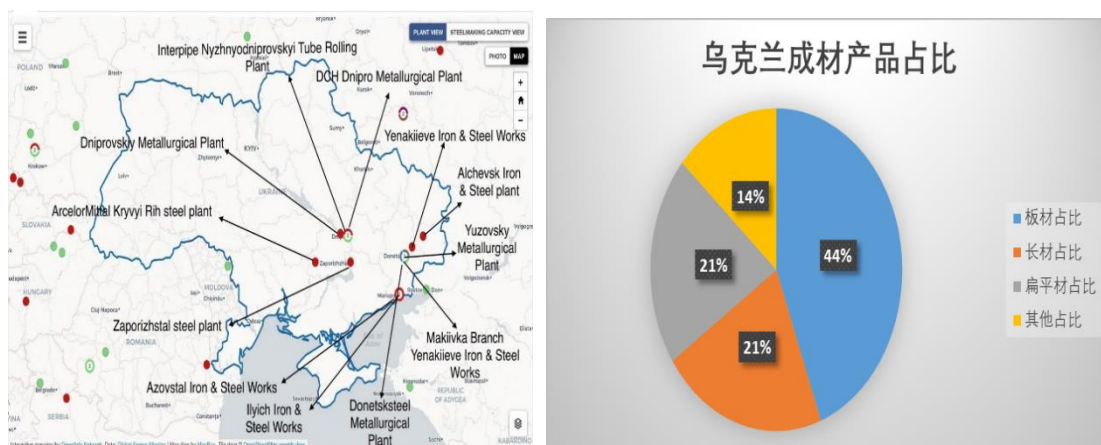 PLANT VIEW
STEELMAKING CAPACITY VIEW
PHOTO
MAP
Interpipe Nyzhnyodniprovskyi Tube Rolling
Plant
DCH Dnipro Metallurgical Plant
Dniprovskiy Metallurgical Plant
Yenakiieve Iron & Steel Works
Alchevsk Iron
& Steel plant
ArcelorMittal Kryvyi Rih steel plant
Yuzovsky
Metallurgical
Plant
Zaporizhstal steel plant
Makiivka Branch
Yenakiieve Iron & Steel
Works
Azovstal Iron & Steel Works
Ilyich Iron &
Steel Works
Donetsksteel
Metallurgical
Plant
POLAND
SLOVAKIA
HUNGARY
ROMANIA
MOLDOVA
SERBIA
REPUBLIC
OF ADYGEA
乌克兰成材产品占比
14%
44%
21%
21%
板材占比
长材占比
扁平材占比
其他占比